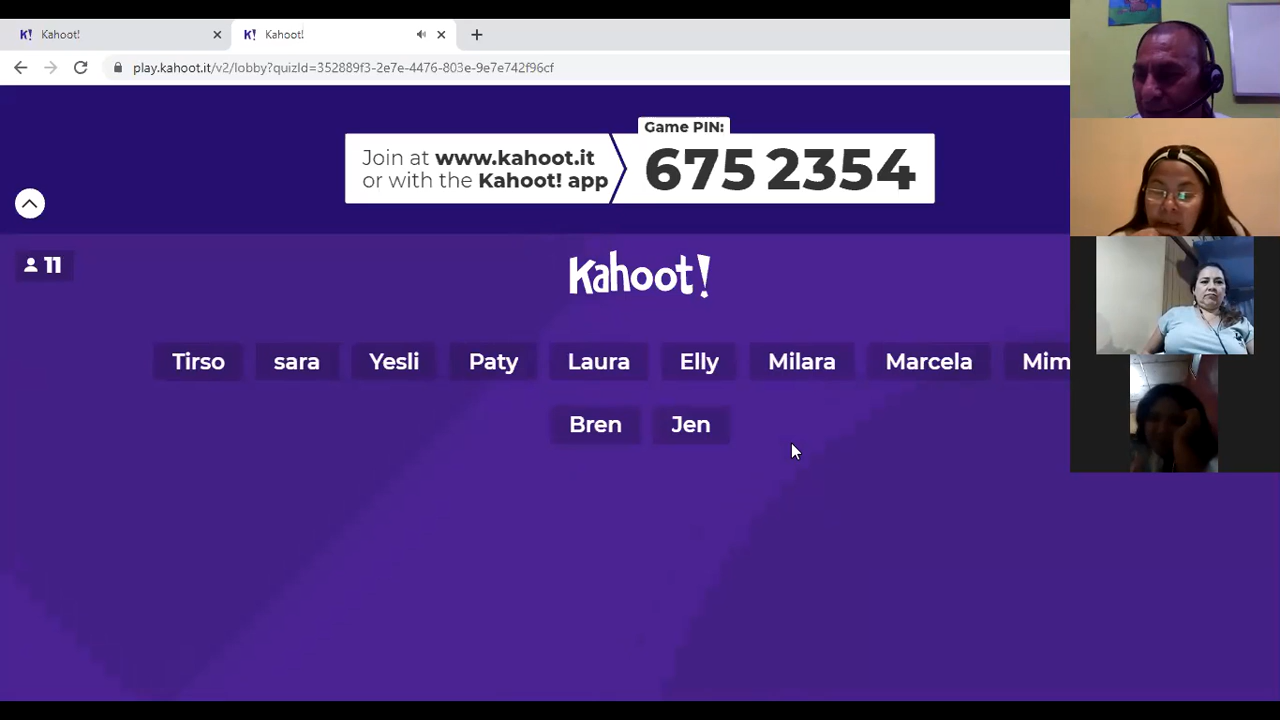 Kahoot!
Kahoot!
play.kahoot.it/v2/lobby?quizId=352889f3-2e7e-4476-803e-9e7e742f96cf
Game PIN:
Join at www.kahoot.it
or with the Kahoot! app
675 2354
11
Kahoot!
Tirso sara Yesli Paty Laura Elly Milara Marcela Mim
Bren Jen